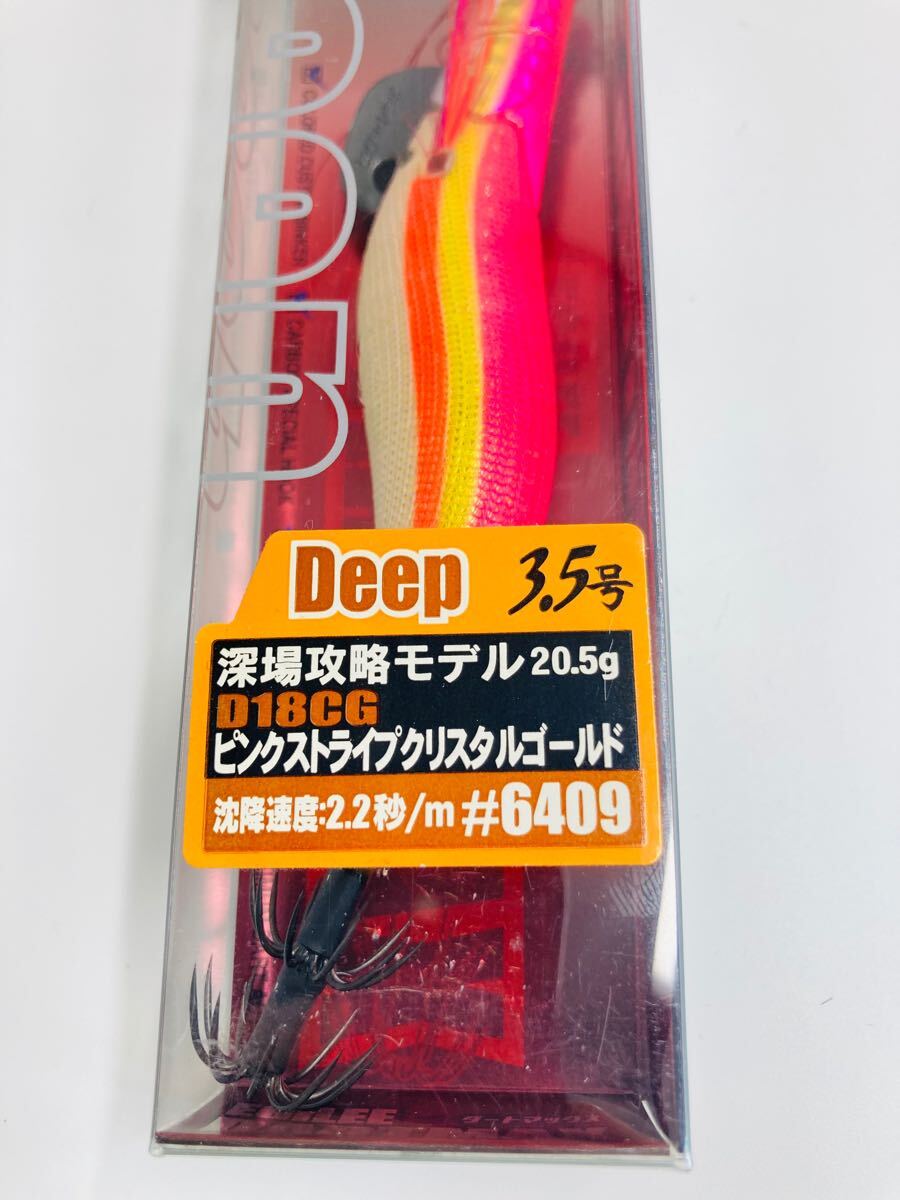 Deep 3.5号
深場攻略モデル 20.5g
D18CG
ピンクストライプクリスタルゴールド
沈降速度:2.2秒/m #6409